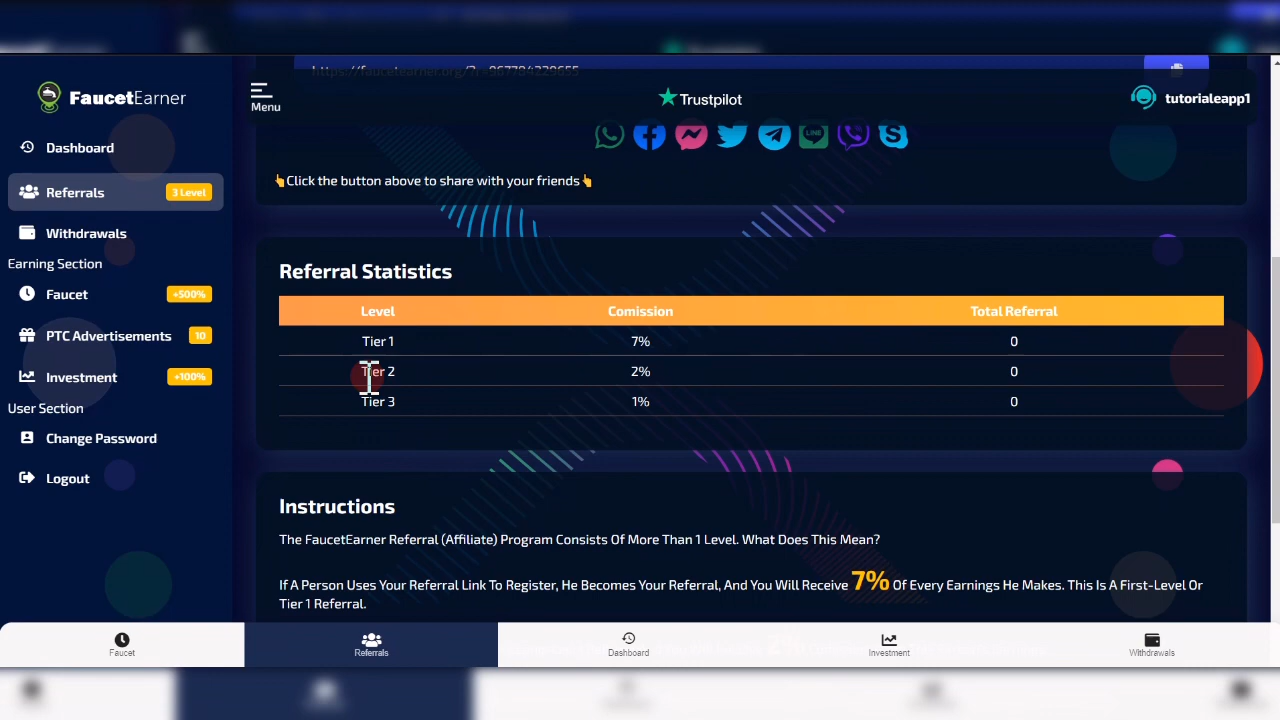 https://faucetearner.org/?r=967784229655
FaucetEarner
Menu
Trustpilot
tutorialeapp1
Dashboard
Referrals
3 Level
Withdrawals
Earning Section
Faucet
+500%
PTC Advertisements
10
Investment
+100%
User Section
Change Password
Logout
LINE
👆Click the button above to share with your friends👆
Referral Statistics
Level Comission Total Referral
Tier 1 7% 0
Tier 2 2% 0
Tier 3 1% 0
Instructions
The FaucetEarner Referral (Affiliate) Program Consists Of More Than 1 Level. What Does This Mean?
If A Person Uses Your Referral Link To Register, He Becomes Your Referral, And You Will Receive 7% Of Every Earnings He Makes. This Is A First-Level Or
Tier 1 Referral.
Faucet
Referrals
Dashboard
Investment
Withdrawals